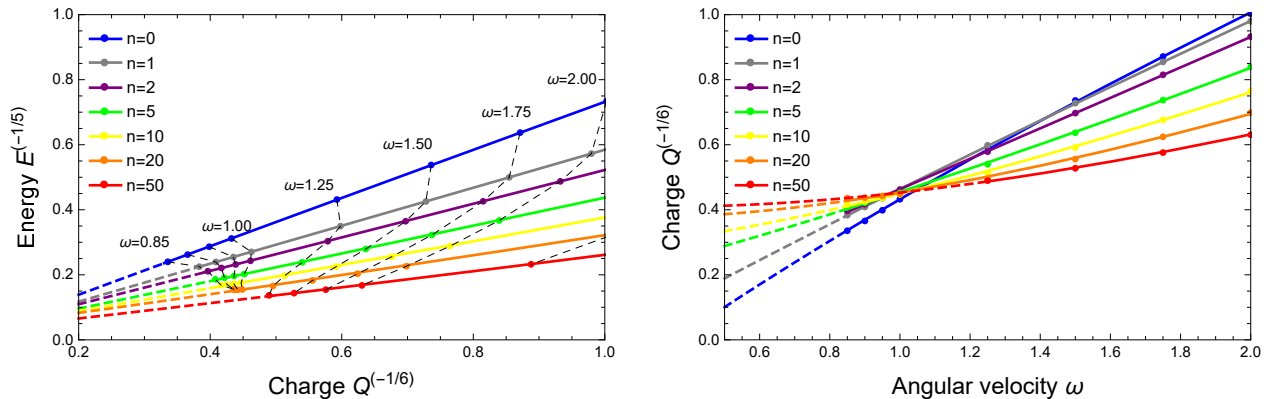 1.0
0.8
0.6
0.4
0.2
0.0
Energy E^(-1/5)
n=0
n=1
n=2
n=5
n=10
n=20
n=50
ω=0.85
ω=1.00
ω=1.25
ω=1.50
ω=1.75
ω=2.00
0.2 0.4 0.6 0.8 1.0
Charge Q^(-1/6)
1.0
0.8
0.6
0.4
0.2
0.0
Charge Q^(-1/6)
n=0
n=1
n=2
n=5
n=10
n=20
n=50
0.6 0.8 1.0 1.2 1.4 1.6 1.8 2.0
Angular velocity ω